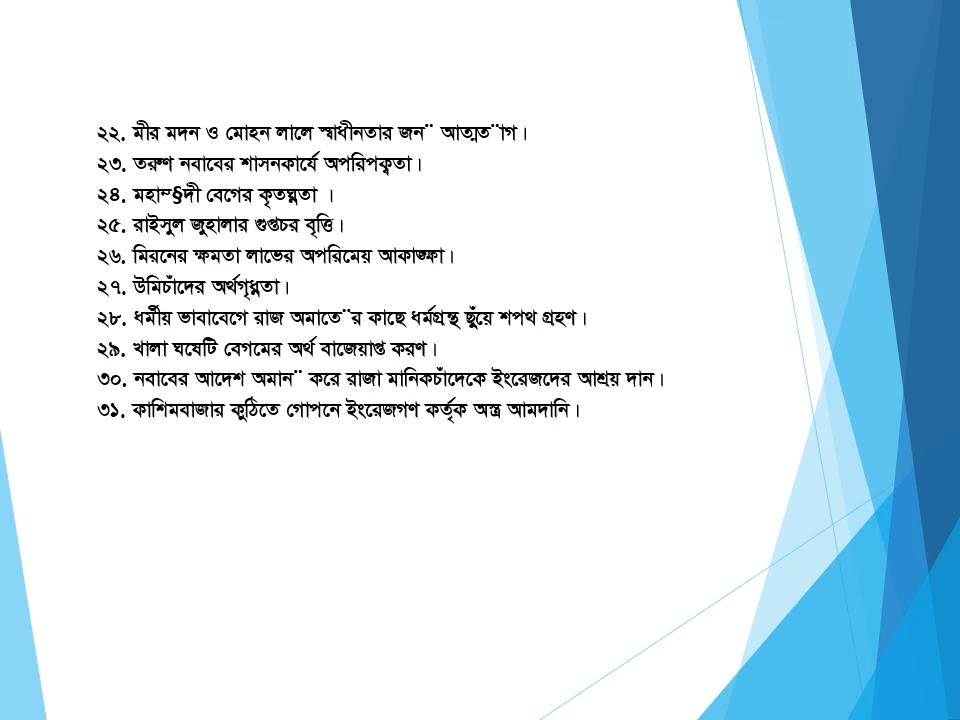 ২২. মীর মদন ও মোহন লালে স্বাধীনতার জন¨ আত্মত¨াগ।
২৩. তরুণ নবাবের শাসনকার্যে অপরিপক্বতা।
২৪. মহাম্§দী বেগের কৃতঘ্নতা ।
২৫. রাইসুল জুহালার গুপ্তচর বৃত্তি।
২৬. মিরনের ক্ষমতা লাভের অপরিমেয় আকাঙ্ক্ষা।
২৭. উমিচাঁদের অর্থগৃধ্নুতা।
২৮. ধর্মীয় ভাবাবেগে রাজ অমাতে¨র কাছে ধর্মগ্রন্থ ছুঁয়ে শপথ গ্রহণ।
২৯. খালা ঘষেটি বেগমের অর্থ বাজেয়াপ্ত করণ।
৩০. নবাবের আদেশ অমান¨ করে রাজা মানিকচাঁদেকে ইংরেজদের আশ্রয় দান।
৩১. কাশিমবাজার কুঠিতে গোপনে ইংরেজগণ কর্তৃক অস্ত্র আমদানি।